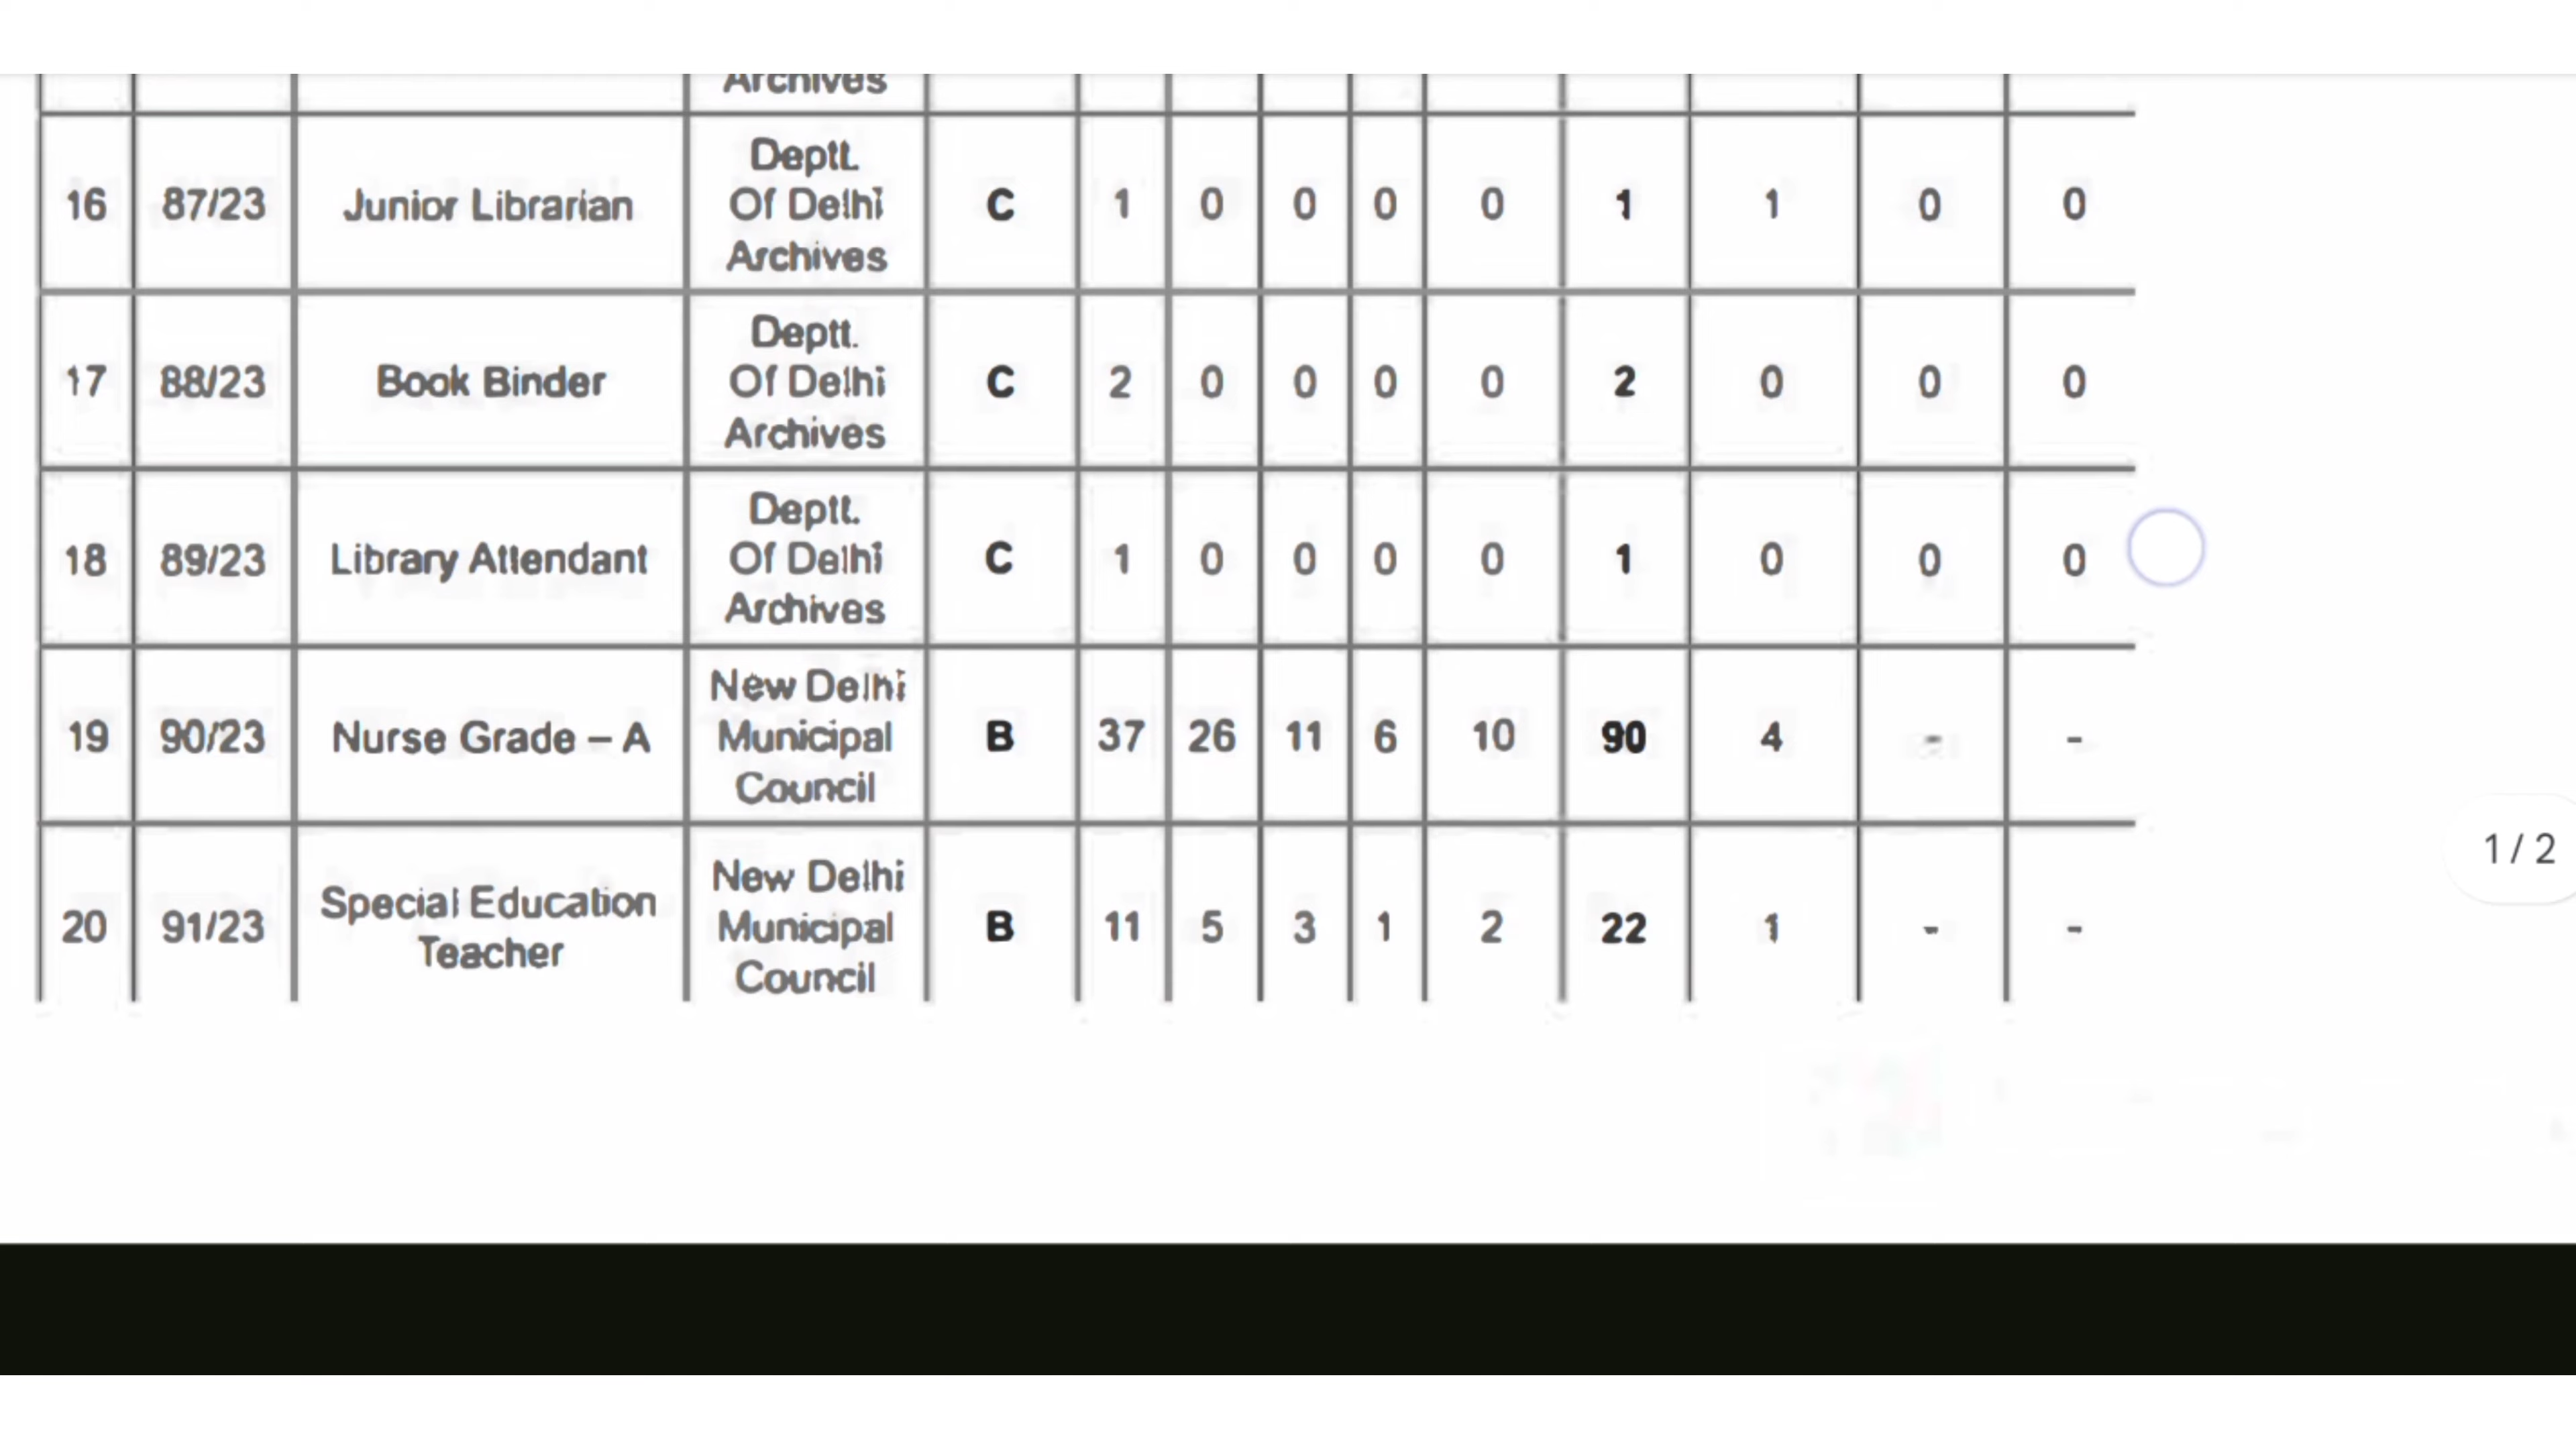 Archives
16 87/23 Junior Librarian Deptt. Of Delhi Archives C 1 0 0 0 0 1 1 0 0
17 88/23 Book Binder Deptt. Of Delhi Archives C 2 0 0 0 0 2 0 0 0
18 89/23 Library Attendant Deptt. Of Delhi Archives C 1 0 0 0 0 1 0 0 0
19 90/23 Nurse Grade – A New Delhi Municipal Council B 37 26 11 6 10 90 4 - -
20 91/23 Special Education Teacher New Delhi Municipal Council B 11 5 3 1 2 22 1 - -
1 / 2